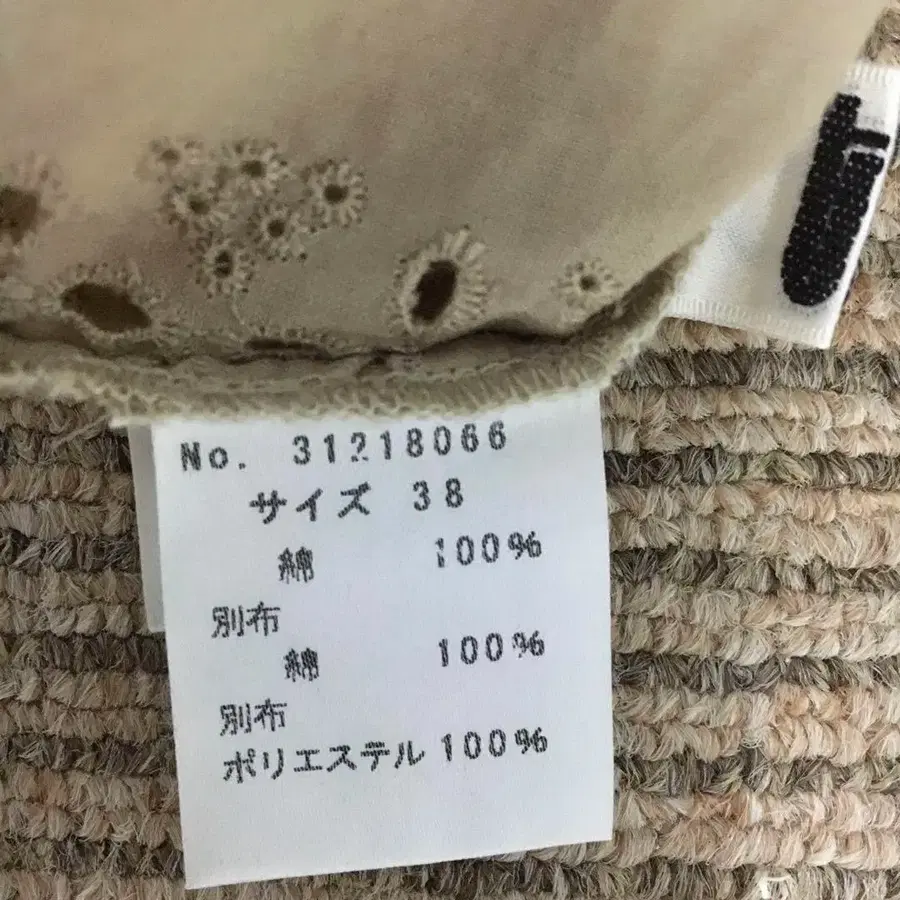 No. 31218066
サイズ 38
綿 100%
別布
綿 100%
別布
ポリエステル 100%